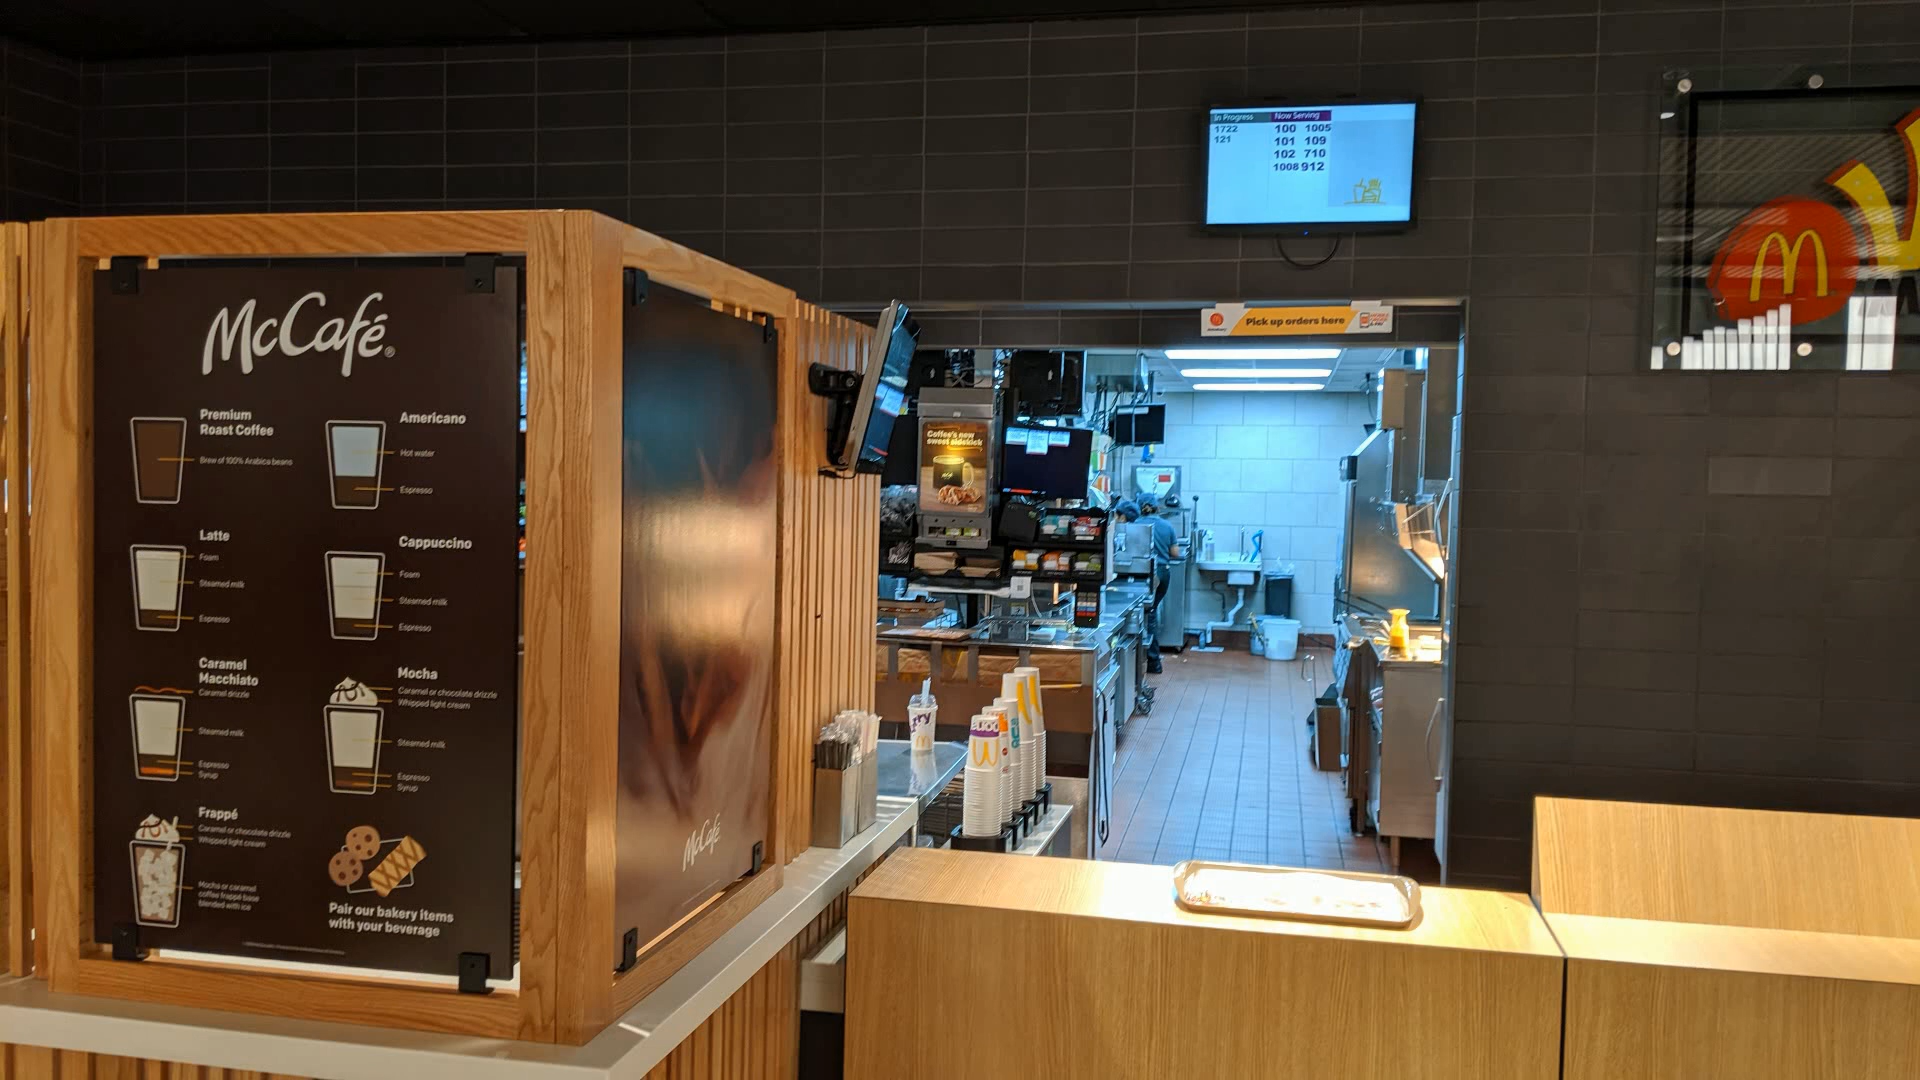 McCafé®
Premium
Roast Coffee
Brew of 100% Arabica beans
Americano
Hot water
Espresso
Latte
Foam
Steamed milk
Espresso
Cappuccino
Foam
Steamed milk
Espresso
Caramel
Macchiato
Caramel drizzle
Steamed milk
Espresso
Syrup
Mocha
Caramel or chocolate drizzle
Whipped light cream
Steamed milk
Espresso
Syrup
Frappé
Caramel or chocolate drizzle
Whipped light cream
Mocha or caramel
coffee frappé base
blended with ice
Pair our bakery items
with your beverage
McCafé
Coffee's new
sweet sidekick
In Progress
1722
121
Now Serving
100 1005
101 109
102 710
1008 912
Pick up orders here